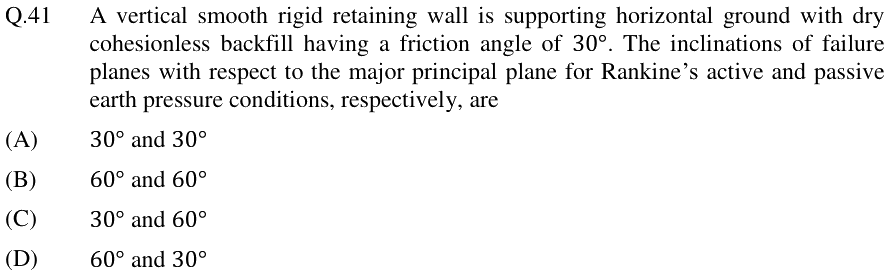 Q.41 A vertical smooth rigid retaining wall is supporting horizontal ground with dry
cohesionless backfill having a friction angle of 30°. The inclinations of failure
planes with respect to the major principal plane for Rankine's active and passive
earth pressure conditions, respectively, are
(A) 30° and 30°
(B) 60° and 60°
(C) 30° and 60°
(D) 60° and 30°